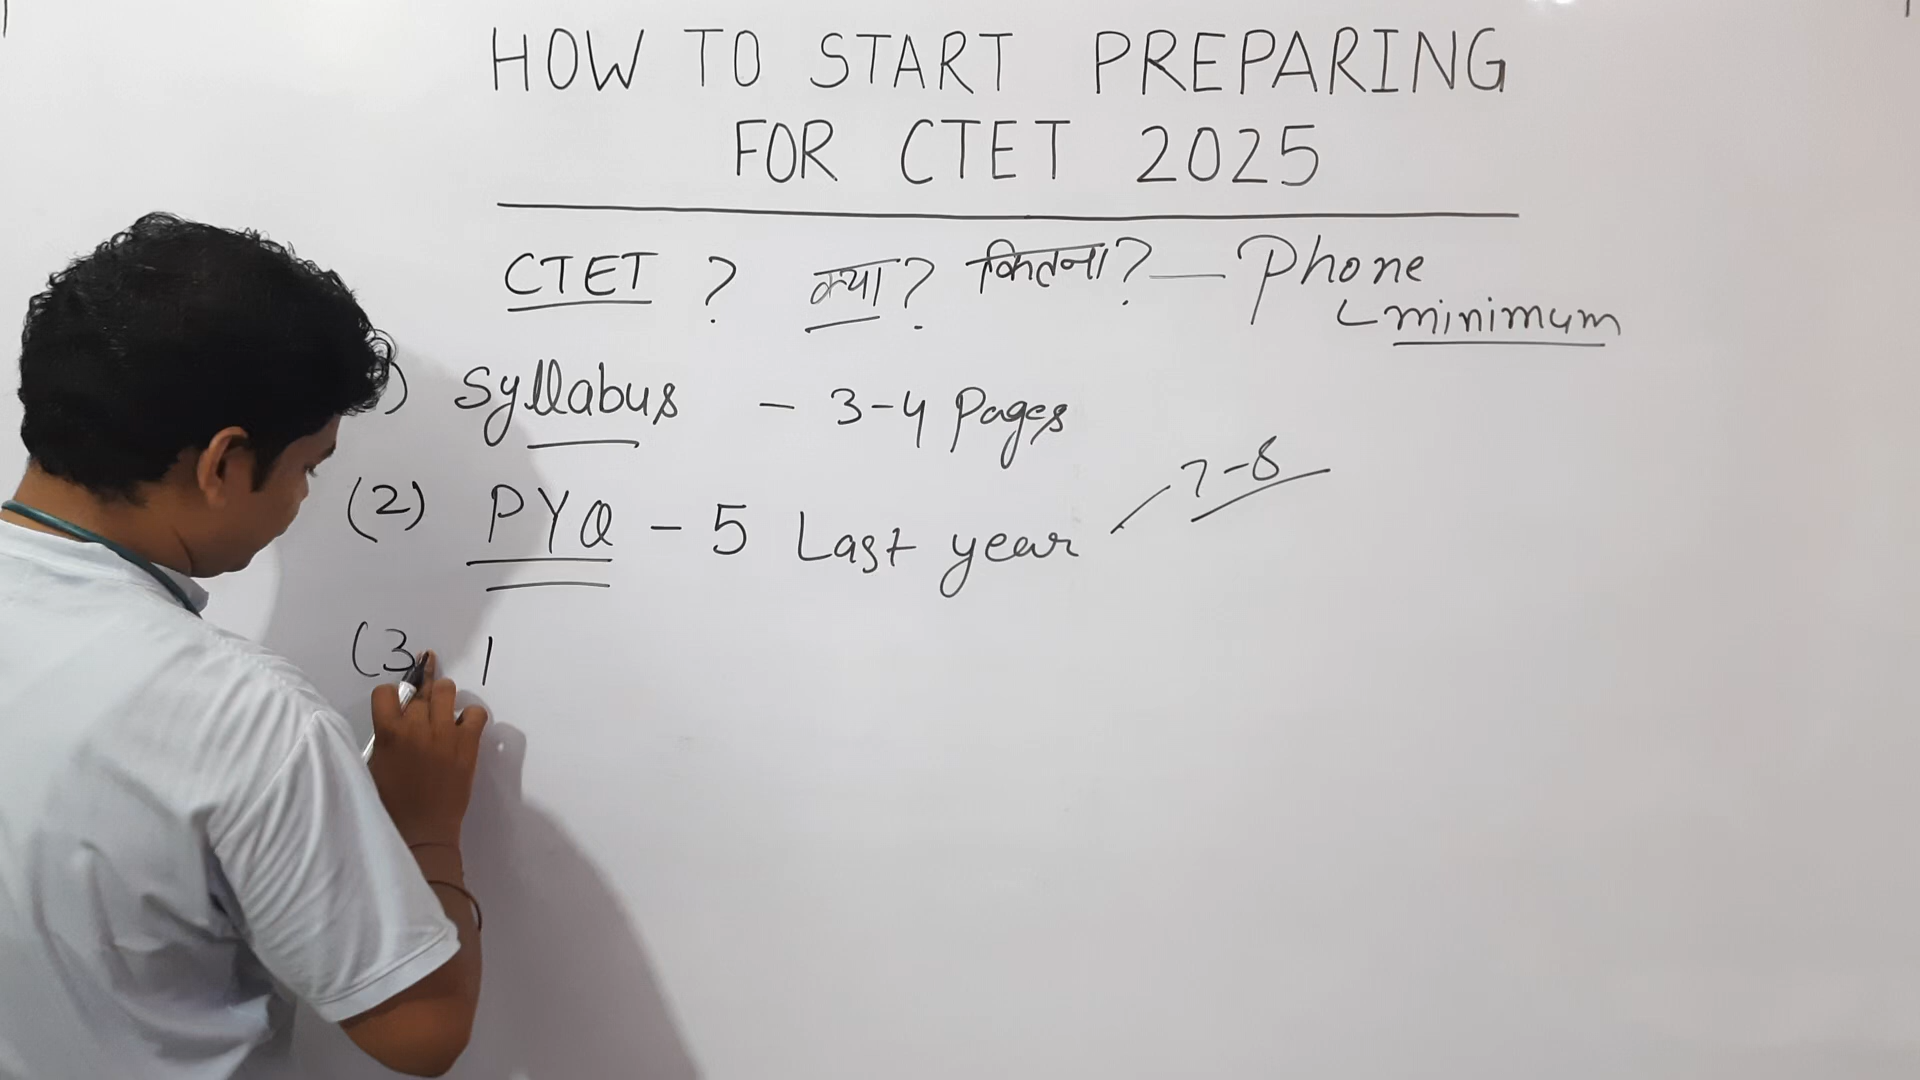 HOW TO START PREPARING
FOR CTET 2025
CTET ? क्या? कितना? — Phone
minimum
) Syllabus - 3-4 Pages
(2) PYQ - 5 Last year 7-8
(3